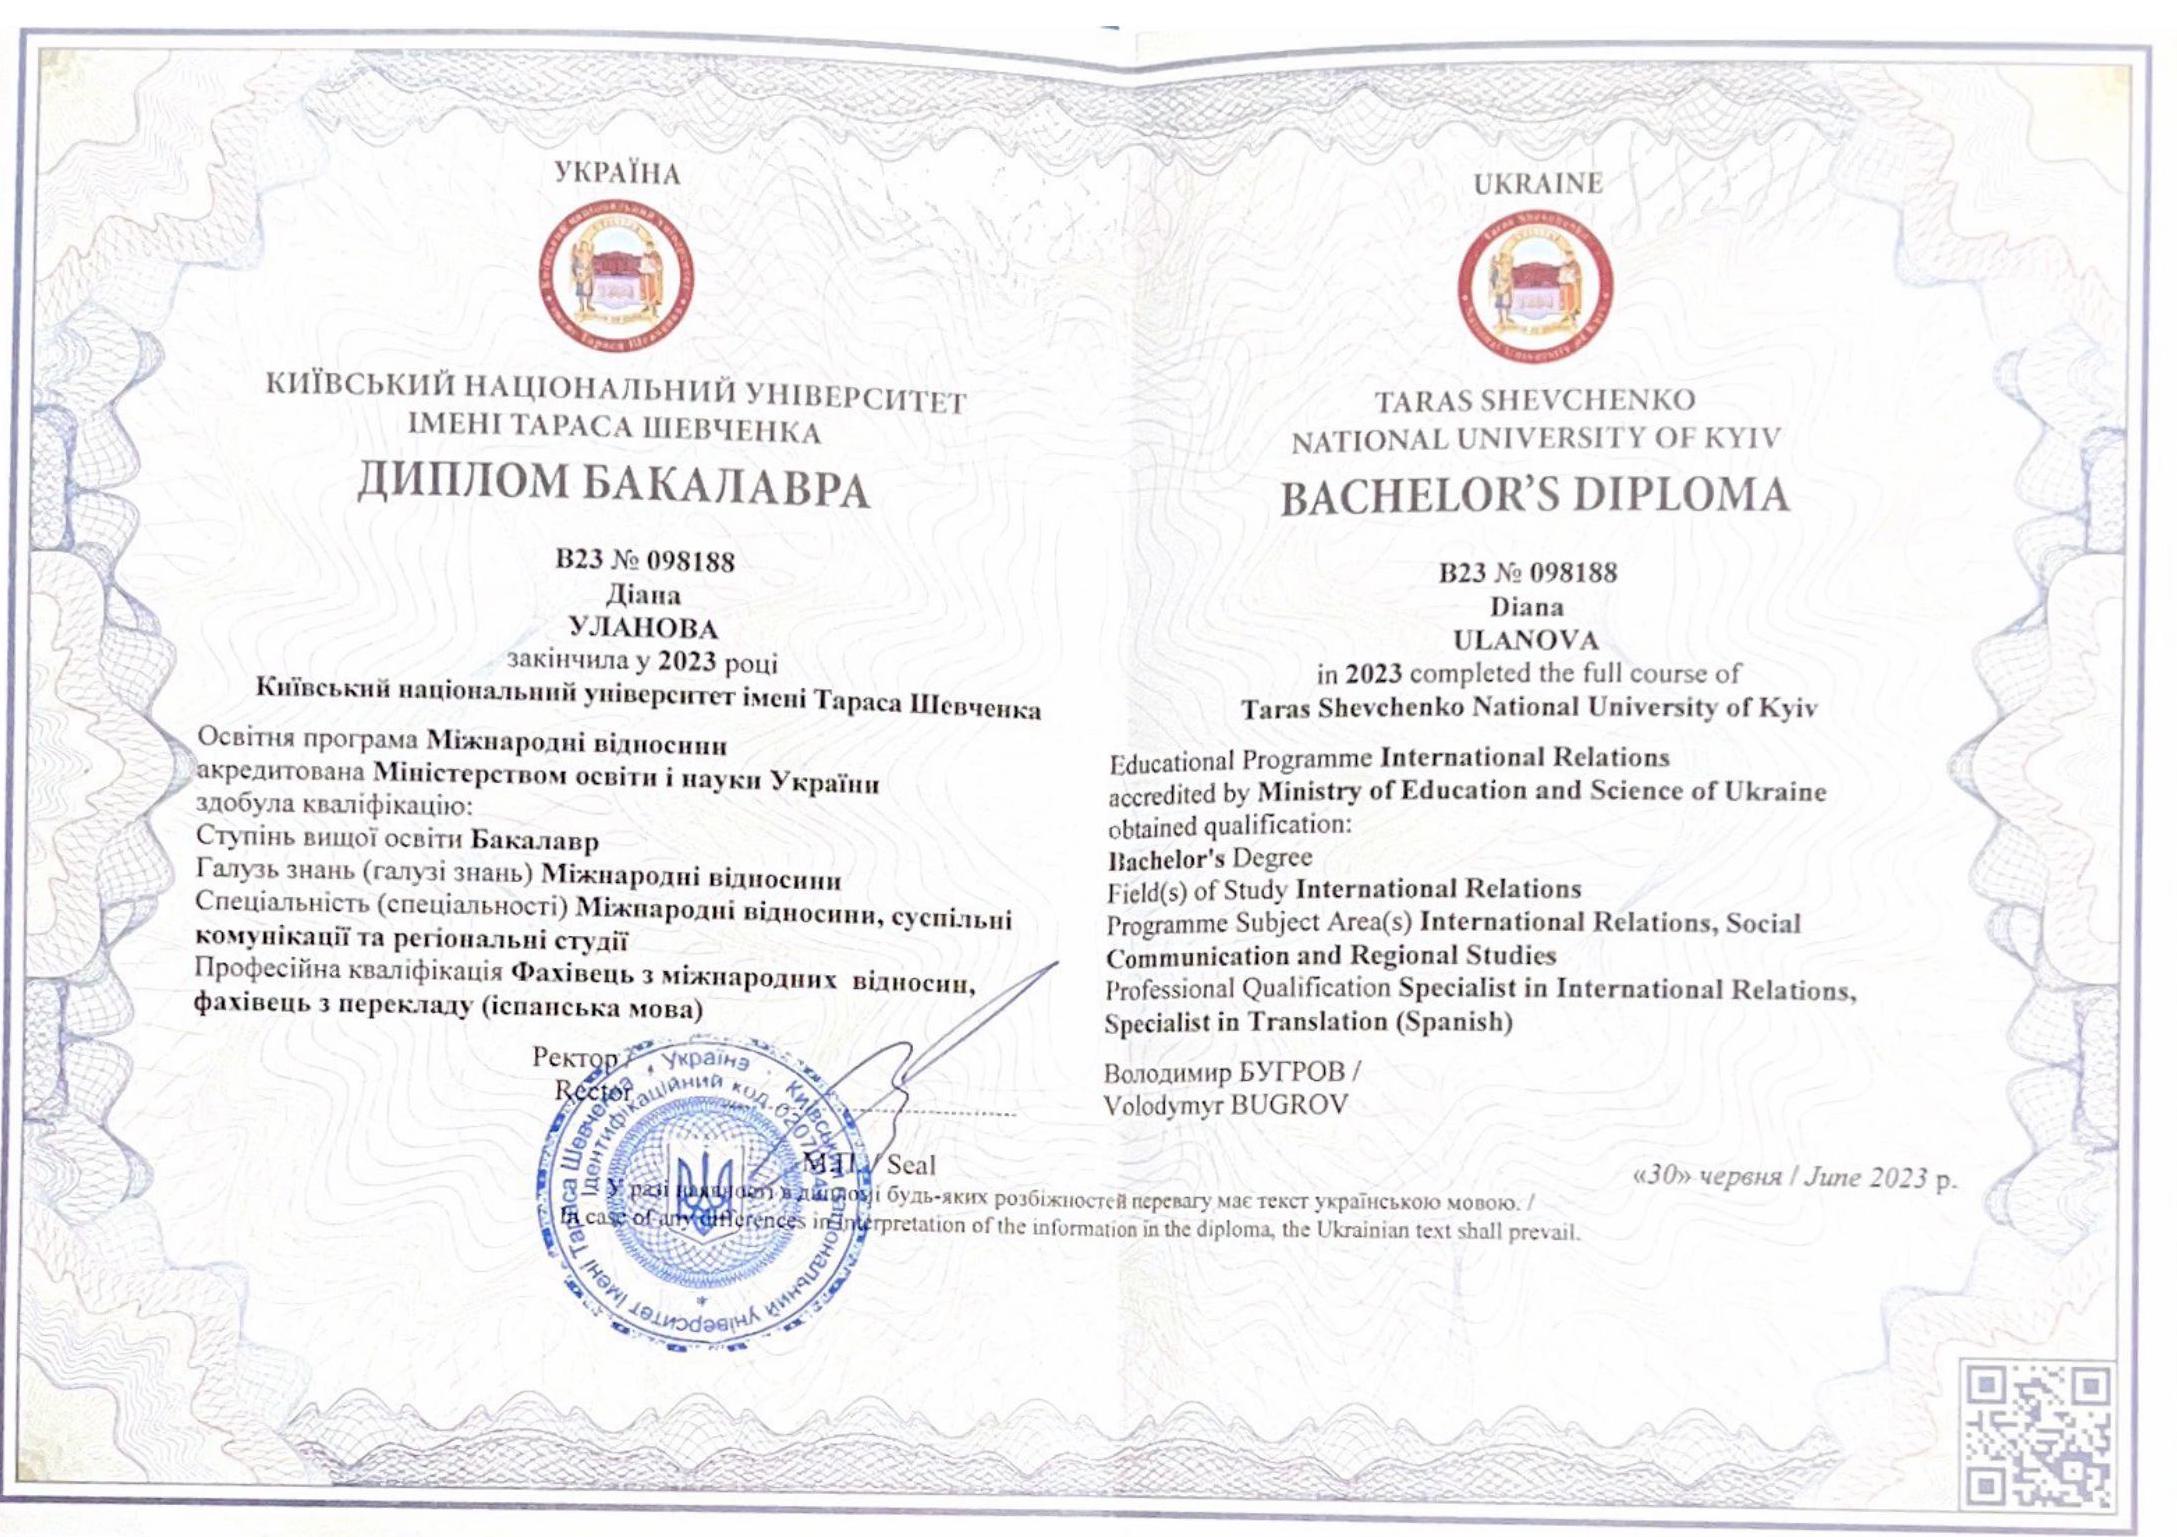 УКРАЇНА
КИЇВСЬКИЙ НАЦІОНАЛЬНИЙ УНІВЕРСИТЕТ
ІМЕНІ ТАРАСА ШЕВЧЕНКА
ДИПЛОМ БАКАЛАВРА
B23 № 098188
Діана
УЛАНОВА
закінчила у 2023 році
Київський національний університет імені Тараса Шевченка
Освітня програма Міжнародні відносини
акредитована Міністерством освіти і науки України
здобула кваліфікацію:
Ступінь вищої освіти Бакалавр
Галузь знань (галузі знань) Міжнародні відносини
Спеціальність (спеціальності) Міжнародні відносини, суспільні
комунікації та регіональні студії
Професійна кваліфікація Фахівець з міжнародних відносин,
фахівець з перекладу (іспанська мова)
Ректор /
Rector
М.П. / Seal
UKRAINE
Taras Shevchenko
National University of Kyiv
TARAS SHEVCHENKO
NATIONAL UNIVERSITY OF KYIV
BACHELOR'S DIPLOMA
B23 № 098188
Diana
ULANOVA
in 2023 completed the full course of
Taras Shevchenko National University of Kyiv
Educational Programme International Relations
accredited by Ministry of Education and Science of Ukraine
obtained qualification:
Bachelor's Degree
Field(s) of Study International Relations
Programme Subject Area(s) International Relations, Social
Communication and Regional Studies
Professional Qualification Specialist in International Relations,
Specialist in Translation (Spanish)
Володимир БУГРОВ /
Volodymyr BUGROV
«30» червня / June 2023 р.
У разі наявності в дипломі будь-яких розбіжностей перевагу має текст українською мовою. /
In case of any differences in interpretation of the information in the diploma, the Ukrainian text shall prevail.
Україна
Київський національний університет імені Тараса Шевченка
Ідентифікаційний код